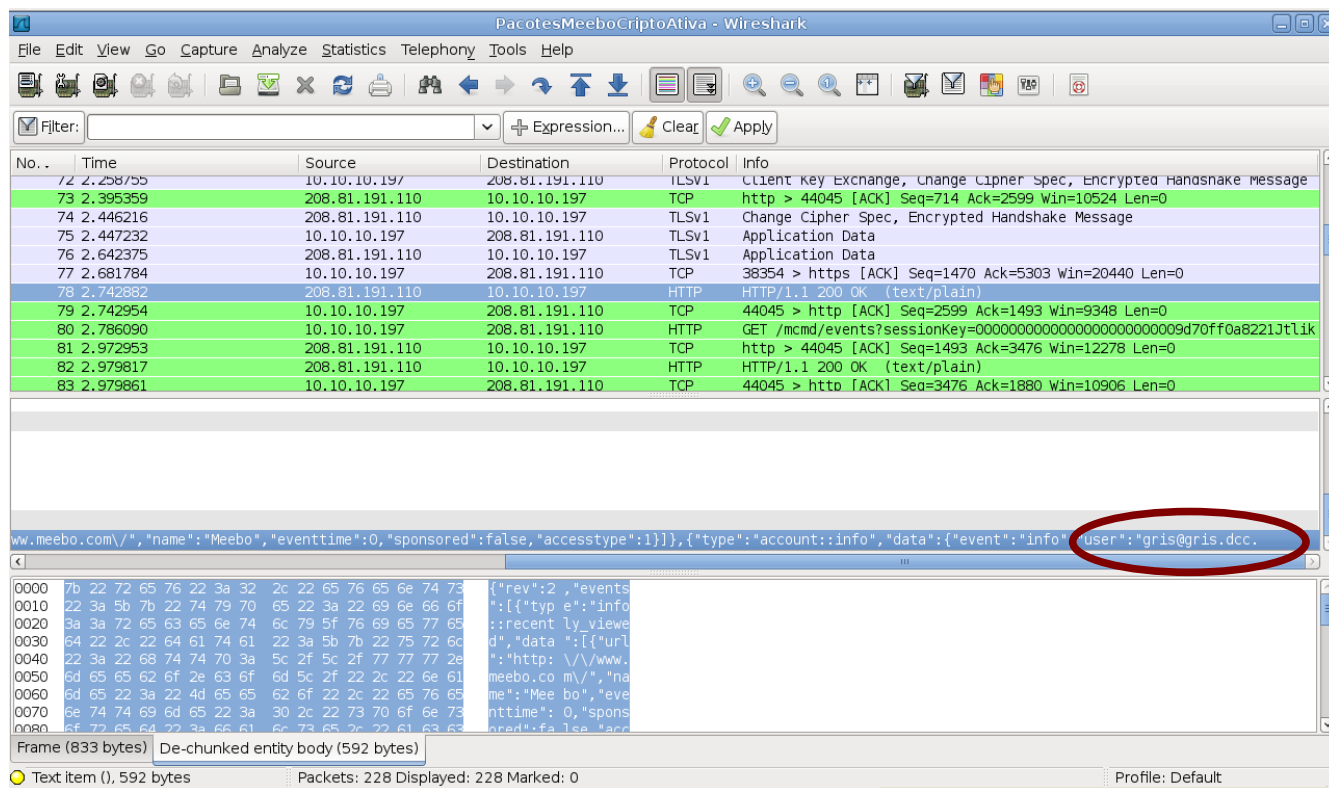 PacotesMeeboCriptoAtiva - Wireshark
File Edit View Go Capture Analyze Statistics Telephony Tools Help
Filter: Expression... Clear Apply
No. . Time Source Destination Protocol Info
72 2.258755 10.10.10.197 208.81.191.110 TLSv1 Client Key Exchange, Change Cipher Spec, Encrypted Handshake Message
73 2.395359 208.81.191.110 10.10.10.197 TCP http > 44045 [ACK] Seq=714 Ack=2599 Win=10524 Len=0
74 2.446216 208.81.191.110 10.10.10.197 TLSv1 Change Cipher Spec, Encrypted Handshake Message
75 2.447232 10.10.10.197 208.81.191.110 TLSv1 Application Data
76 2.642375 208.81.191.110 10.10.10.197 TLSv1 Application Data
77 2.681784 10.10.10.197 208.81.191.110 TCP 38354 > https [ACK] Seq=1470 Ack=5303 Win=20440 Len=0
78 2.742882 208.81.191.110 10.10.10.197 HTTP HTTP/1.1 200 OK (text/plain)
79 2.742954 10.10.10.197 208.81.191.110 TCP 44045 > http [ACK] Seq=2599 Ack=1493 Win=9348 Len=0
80 2.786090 10.10.10.197 208.81.191.110 HTTP
81 2.972953 208.81.191.110 10.10.10.197 TCP http > 44045 [ACK] Seq=1493 Ack=3476 Win=12278 Len=0
82 2.979817 208.81.191.110 10.10.10.197 HTTP HTTP/1.1 200 OK (text/plain)
83 2.979861 10.10.10.197 208.81.191.110 TCP 44045 > http [ACK] Seq=3476 Ack=1880 Win=10906 Len=0
ww.meebo.com\/","name":"Meebo","eventtime":0,"sponsored":false,"accesstype":1}]},{"type":"account::info","data":{"event":"info" "user":"gris@gris.dcc.
0000 7b 22 72 65 76 22 3a 32 2c 22 65 76 65 6e 74 73 {"rev":2 ,"events
0010 22 3a 5b 7b 22 74 79 70 65 22 3a 22 69 6e 66 6f ":[{"typ e":"info
0020 3a 3a 72 65 63 65 6e 74 6c 79 5f 76 69 65 77 65 ::recent ly_viewe
0030 64 22 2c 22 64 61 74 61 22 3a 5b 7b 22 75 72 6c d","data ":[{"url
0040 22 3a 22 68 74 74 70 3a 5c 2f 5c 2f 77 77 77 2e ":"http: \/\/www.
0050 6d 65 65 62 6f 2e 63 6f 6d 5c 2f 22 2c 22 6e 61 meebo.co m\/","na
0060 6d 65 22 3a 22 4d 65 65 62 6f 22 2c 22 65 76 65 me":"Mee bo","eve
0070 6e 74 74 69 6d 65 22 3a 30 2c 22 73 70 6f 6e 73 nttime": 0,"spons
0080 6f 72 65 64 22 3a 66 61 6c 73 65 2c 22 61 63 63 ored":fa lse,"acc
Frame (833 bytes) De-chunked entity body (592 bytes)
Text item (), 592 bytes Packets: 228 Displayed: 228 Marked: 0 Profile: Default